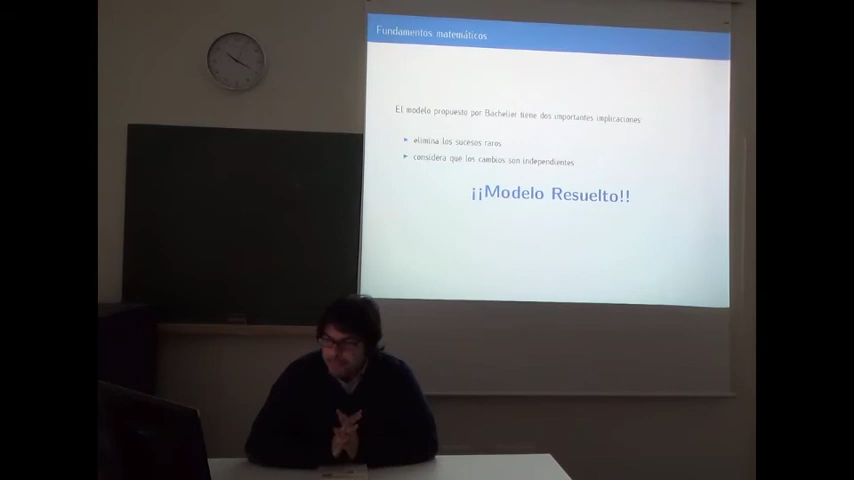 Fundamentos matemáticos
El modelo propuesto por Bachelier tiene dos importantes implicaciones:
elimina los sucesos raros
considera que los cambios son independientes
¡¡Modelo Resuelto!!